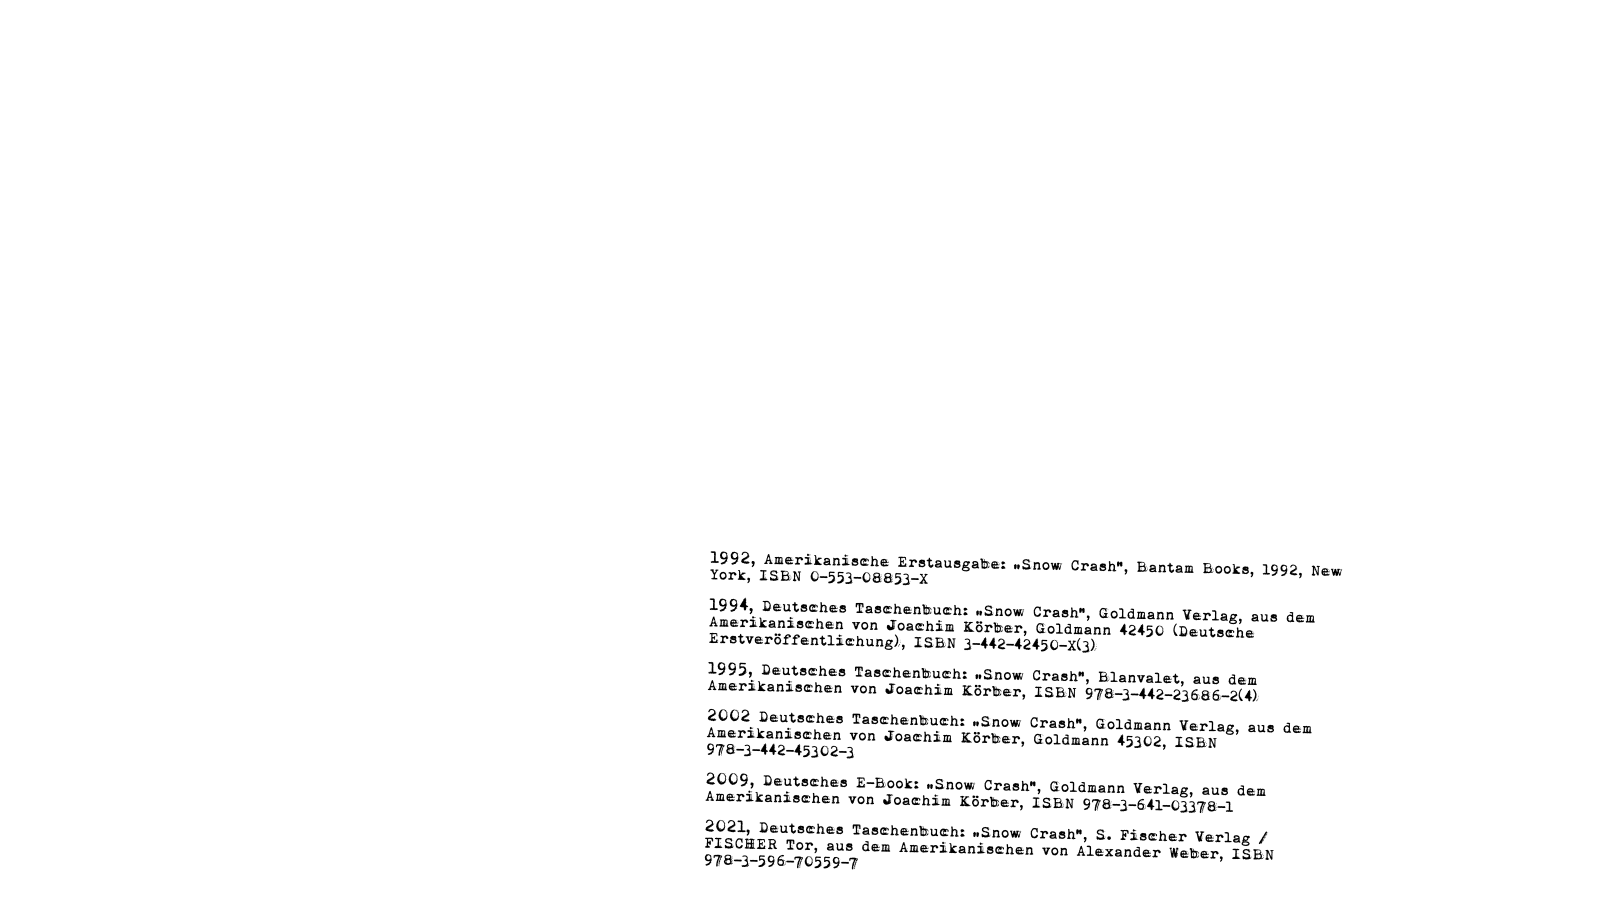 1992, Amerikanische Erstausgabe: „Snow Crash", Bantam Books, 1992, New
York, ISBN 0-553-08853-X
1994, Deutsches Taschenbuch: „Snow Crash", Goldmann Verlag, aus dem
Amerikanischen von Joachim Körber, Goldmann 42450 (Deutsche
Erstveröffentlichung), ISBN 3-442-42450-X(3)
1995, Deutsches Taschenbuch: „Snow Crash", Blanvalet, aus dem
Amerikanischen von Joachim Körber, ISBN 978-3-442-23686-2(4)
2002 Deutsches Taschenbuch: „Snow Crash", Goldmann Verlag, aus dem
Amerikanischen von Joachim Körber, Goldmann 45302, ISBN
978-3-442-45302-3
2009, Deutsches E-Book: „Snow Crash", Goldmann Verlag, aus dem
Amerikanischen von Joachim Körber, ISBN 978-3-641-03378-1
2021, Deutsches Taschenbuch: „Snow Crash", S. Fischer Verlag /
FISCHER Tor, aus dem Amerikanischen von Alexander Weber, ISBN
978-3-596-70559-7